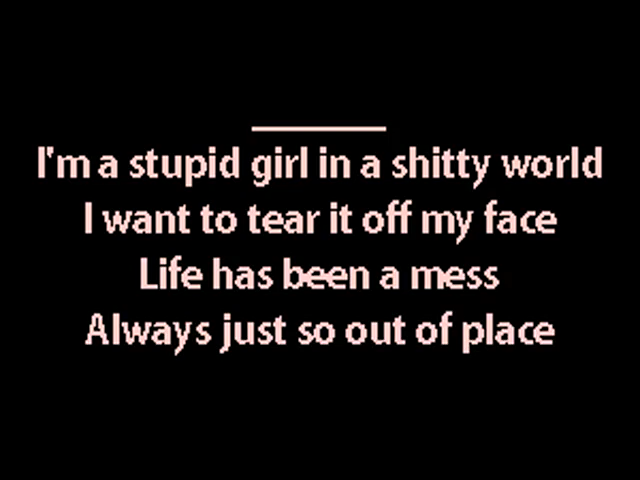 I'm a stupid girl in a shitty world
I want to tear it off my face
Life has been a mess
Always just so out of place